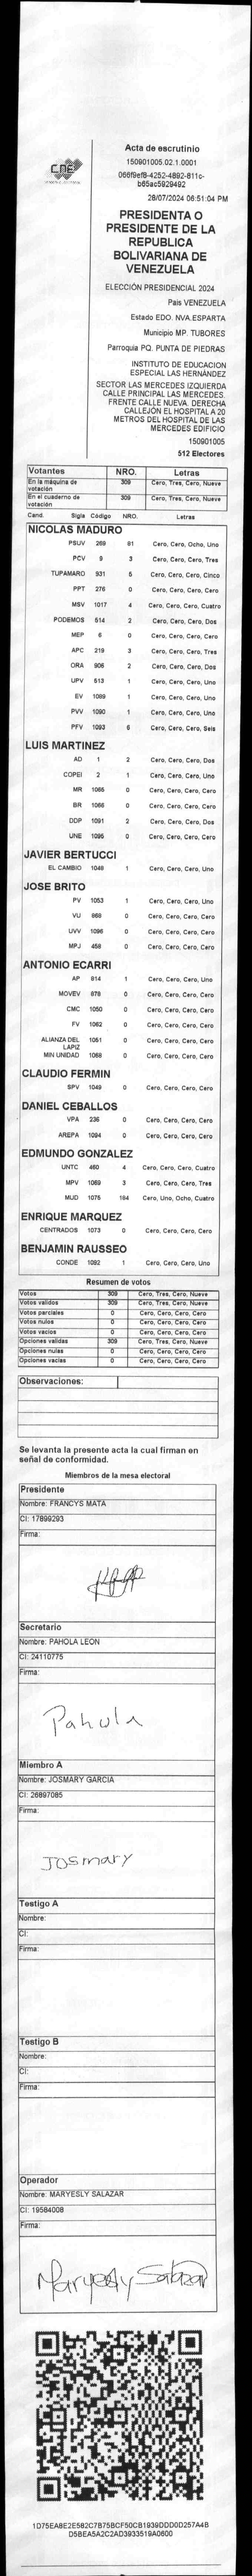 CNE
Acta de escrutinio
150901005.02.1.0001
066f9ef8-4252-4892-811c-
b65ac5929492
28/07/2024 06:51:04 PM
PRESIDENTA O
PRESIDENTE DE LA
REPUBLICA
BOLIVARIANA DE
VENEZUELA
ELECCIÓN PRESIDENCIAL 2024
País VENEZUELA
Estado EDO. NVA.ESPARTA
Municipio MP. TUBORES
Parroquia PQ. PUNTA DE PIEDRAS
INSTITUTO DE EDUCACION
ESPECIAL LAS HERNÁNDEZ
SECTOR LAS MERCEDES IZQUIERDA
CALLE PRINCIPAL LAS MERCEDES.
FRENTE CALLE NUEVA. DERECHA
CALLEJÓN EL HOSPITAL A 20
METROS DEL HOSPITAL DE LAS
MERCEDES EDIFICIO
150901005
512 Electores
Votantes NRO. Letras
En la máquina de votación 309 Cero, Tres, Cero, Nueve
En el cuaderno de votación 309 Cero, Tres, Cero, Nueve
Cand. Sigla Código NRO. Letras
NICOLAS MADURO
PSUV 269 81 Cero, Cero, Ocho, Uno
PCV 9 3 Cero, Cero, Cero, Tres
TUPAMARO 931 5 Cero, Cero, Cero, Cinco
PPT 276 0 Cero, Cero, Cero, Cero
MSV 1017 4 Cero, Cero, Cero, Cuatro
PODEMOS 514 2 Cero, Cero, Cero, Dos
MEP 6 0 Cero, Cero, Cero, Cero
APC 219 3 Cero, Cero, Cero, Tres
ORA 906 2 Cero, Cero, Cero, Dos
UPV 513 1 Cero, Cero, Cero, Uno
EV 1089 1 Cero, Cero, Cero, Uno
PVV 1090 1 Cero, Cero, Cero, Uno
PFV 1093 6 Cero, Cero, Cero, Seis
LUIS MARTINEZ
AD 1 2 Cero, Cero, Cero, Dos
COPEI 2 1 Cero, Cero, Cero, Uno
MR 1065 0 Cero, Cero, Cero, Cero
BR 1066 0 Cero, Cero, Cero, Cero
DDP 1091 2 Cero, Cero, Cero, Dos
UNE 1095 0 Cero, Cero, Cero, Cero
JAVIER BERTUCCI
EL CAMBIO 1048 1 Cero, Cero, Cero, Uno
JOSE BRITO
PV 1053 1 Cero, Cero, Cero, Uno
VU 868 0 Cero, Cero, Cero, Cero
UVV 1096 0 Cero, Cero, Cero, Cero
MPJ 458 0 Cero, Cero, Cero, Cero
ANTONIO ECARRI
AP 814 1 Cero, Cero, Cero, Uno
MOVEV 878 0 Cero, Cero, Cero, Cero
CMC 1050 0 Cero, Cero, Cero, Cero
FV 1062 0 Cero, Cero, Cero, Cero
ALIANZA DEL LAPIZ 1051 0 Cero, Cero, Cero, Cero
MIN UNIDAD 1068 0 Cero, Cero, Cero, Cero
CLAUDIO FERMIN
SPV 1049 0 Cero, Cero, Cero, Cero
DANIEL CEBALLOS
VPA 236 0 Cero, Cero, Cero, Cero
AREPA 1094 0 Cero, Cero, Cero, Cero
EDMUNDO GONZALEZ
UNTC 460 4 Cero, Cero, Cero, Cuatro
MPV 1069 3 Cero, Cero, Cero, Tres
MUD 1075 184 Cero, Uno, Ocho, Cuatro
ENRIQUE MARQUEZ
CENTRADOS 1073 0 Cero, Cero, Cero, Cero
BENJAMIN RAUSSEO
CONDE 1092 1 Cero, Cero, Cero, Uno
Resumen de votos
Votos 309 Cero, Tres, Cero, Nueve
Votos validos 309 Cero, Tres, Cero, Nueve
Votos parciales 0 Cero, Cero, Cero, Cero
Votos nulos 0 Cero, Cero, Cero, Cero
Votos vacios 0 Cero, Cero, Cero, Cero
Opciones validas 309 Cero, Tres, Cero, Nueve
Opciones nulas 0 Cero, Cero, Cero, Cero
Opciones vacias 0 Cero, Cero, Cero, Cero
Observaciones:
Se levanta la presente acta la cual firman en
señal de conformidad.
Miembros de la mesa electoral
Presidente
Nombre: FRANCYS MATA
CI: 17899293
Firma:
Secretario
Nombre: PAHOLA LEON
CI: 24110775
Firma:
Pahola
Miembro A
Nombre: JOSMARY GARCIA
CI: 26897085
Firma:
Josmary
Testigo A
Nombre:
CI:
Firma:
Testigo B
Nombre:
CI:
Firma:
Operador
Nombre: MARYESLY SALAZAR
CI: 19584008
Firma:
Maryesly Salazar
1D75EA8E2E582C7B75BCF50CB1939DDD0D257A4B
D5BEA5A2C2AD3933519A0600